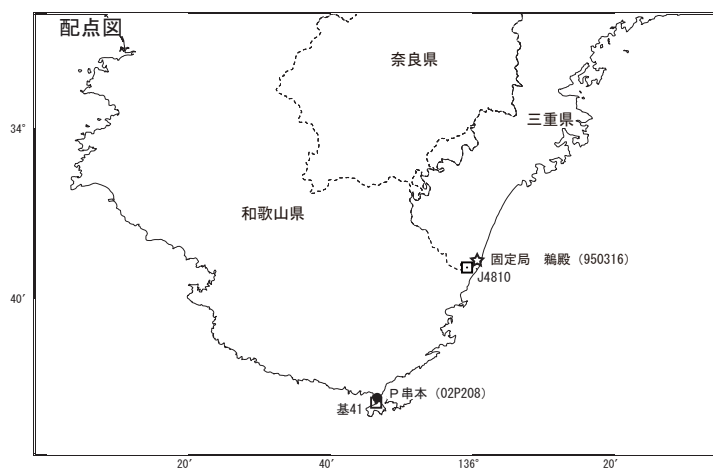 配点図
奈良県
34°
三重県
和歌山県
固定局 鵜殿（950316）
J4810
40′
P串本（02P208）
基41
20′
40′
136°
20′